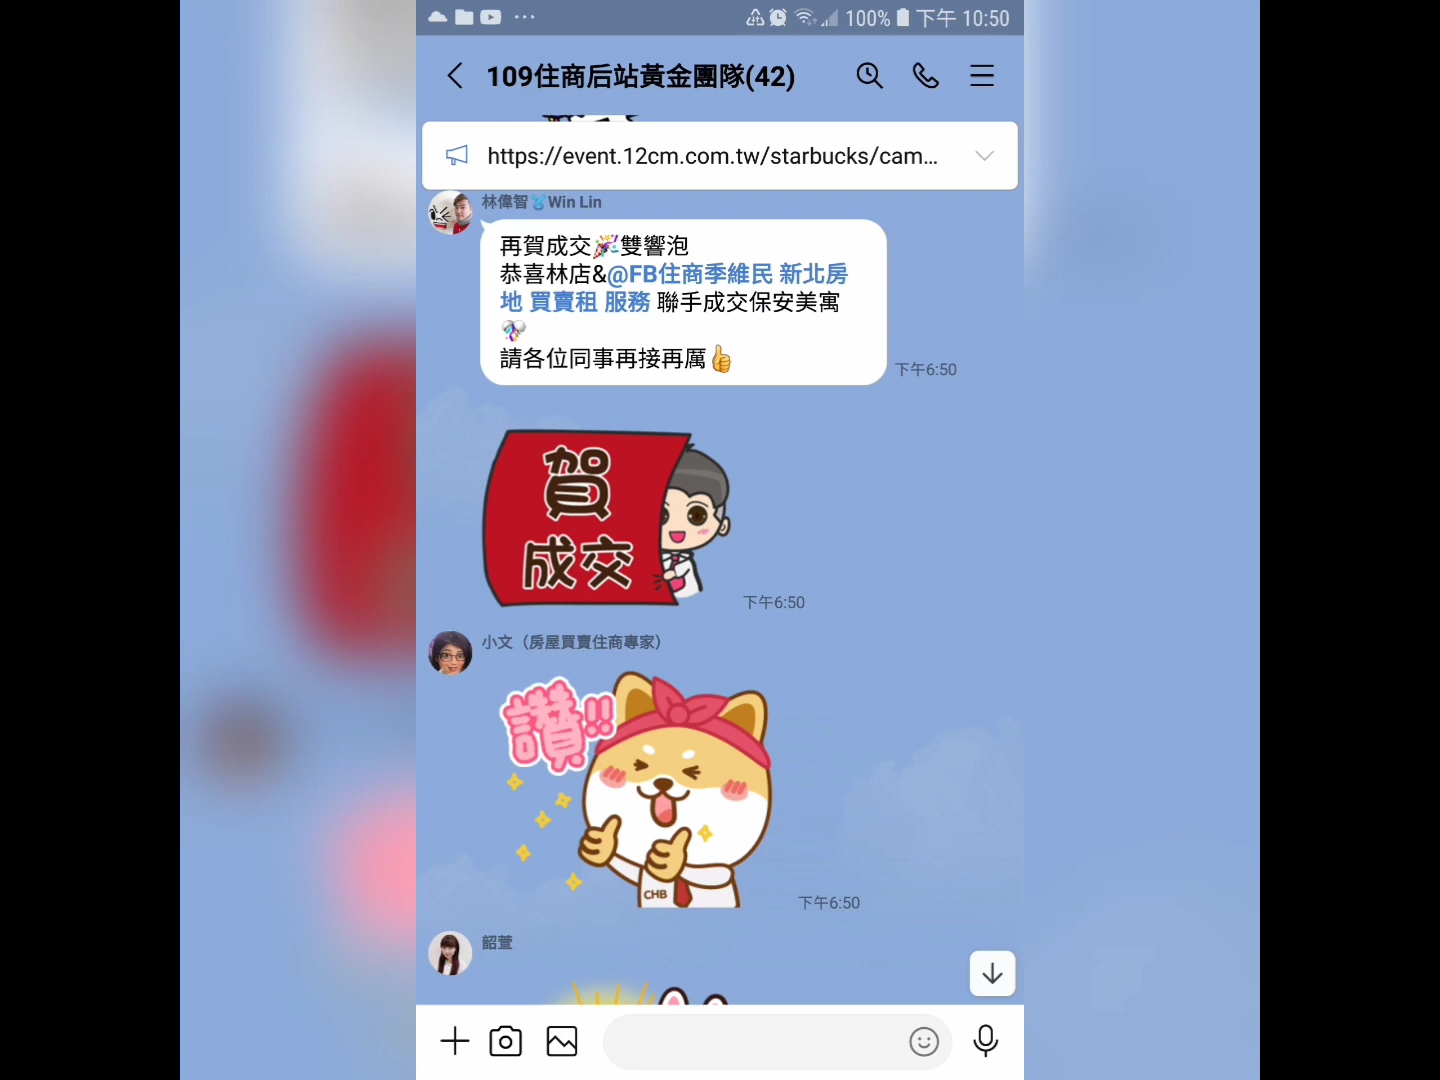 100% 下午 10:50
109住商后站黃金團隊(42)
https://event.12cm.com.tw/starbucks/cam...
林偉智Win Lin
再賀成交🎉雙響泡
恭喜林店&@FB住商季維民 新北房
地 買賣租 服務 聯手成交保安美寓
🎊
請各位同事再接再厲👍
下午6:50
賀
成交
下午6:50
小文（房屋買賣住商專家）
讚!!
CHB
下午6:50
韶萱